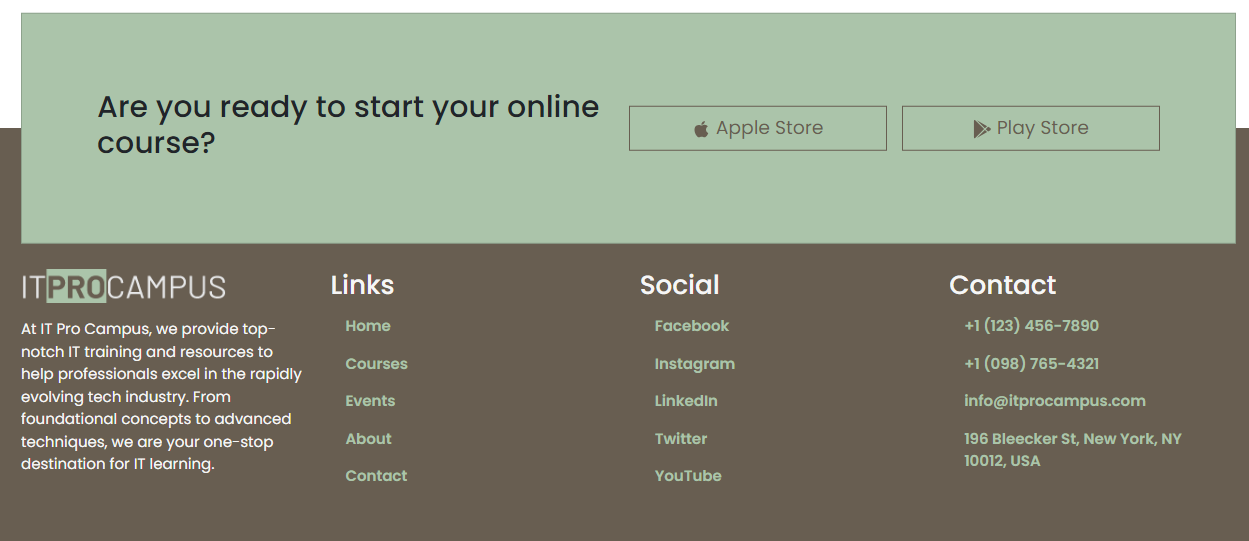 Are you ready to start your online
course?
Apple Store
Play Store
ITPROCAMPUS
At IT Pro Campus, we provide top-
notch IT training and resources to
help professionals excel in the rapidly
evolving tech industry. From
foundational concepts to advanced
techniques, we are your one-stop
destination for IT learning.
Links
Home
Courses
Events
About
Contact
Social
Facebook
Instagram
LinkedIn
Twitter
YouTube
Contact
+1 (123) 456-7890
+1 (098) 765-4321
info@itprocampus.com
196 Bleecker St, New York, NY
10012, USA